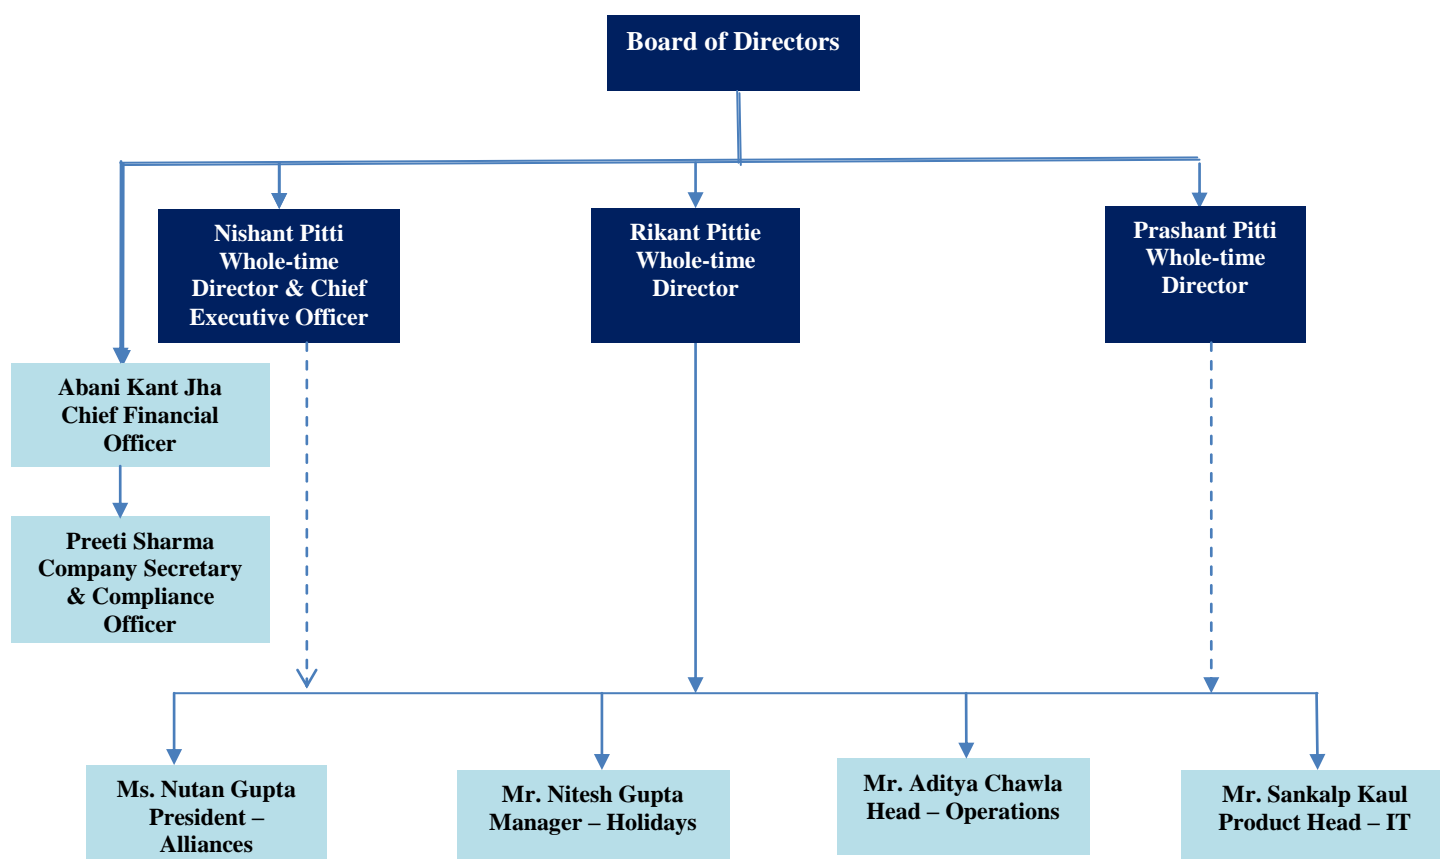 Board of Directors
Nishant Pitti
Whole-time
Director & Chief
Executive Officer
Rikant Pittie
Whole-time
Director
Prashant Pitti
Whole-time
Director
Abani Kant Jha
Chief Financial
Officer
Preeti Sharma
Company Secretary
& Compliance
Officer
Ms. Nutan Gupta
President –
Alliances
Mr. Nitesh Gupta
Manager – Holidays
Mr. Aditya Chawla
Head – Operations
Mr. Sankalp Kaul
Product Head – IT